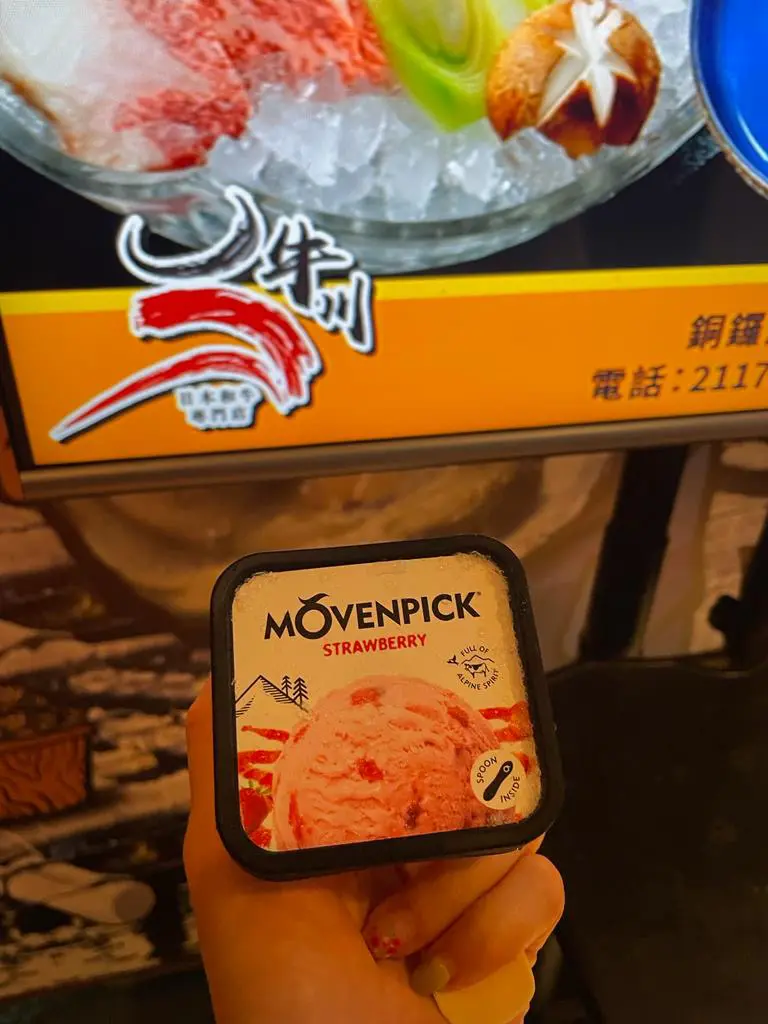 牛川
日本和牛
專門店
銅鑼
電話：2117
MÖVENPICK
STRAWBERRY
FULL OF
ALPINE SPIRIT
SPOON
INSIDE